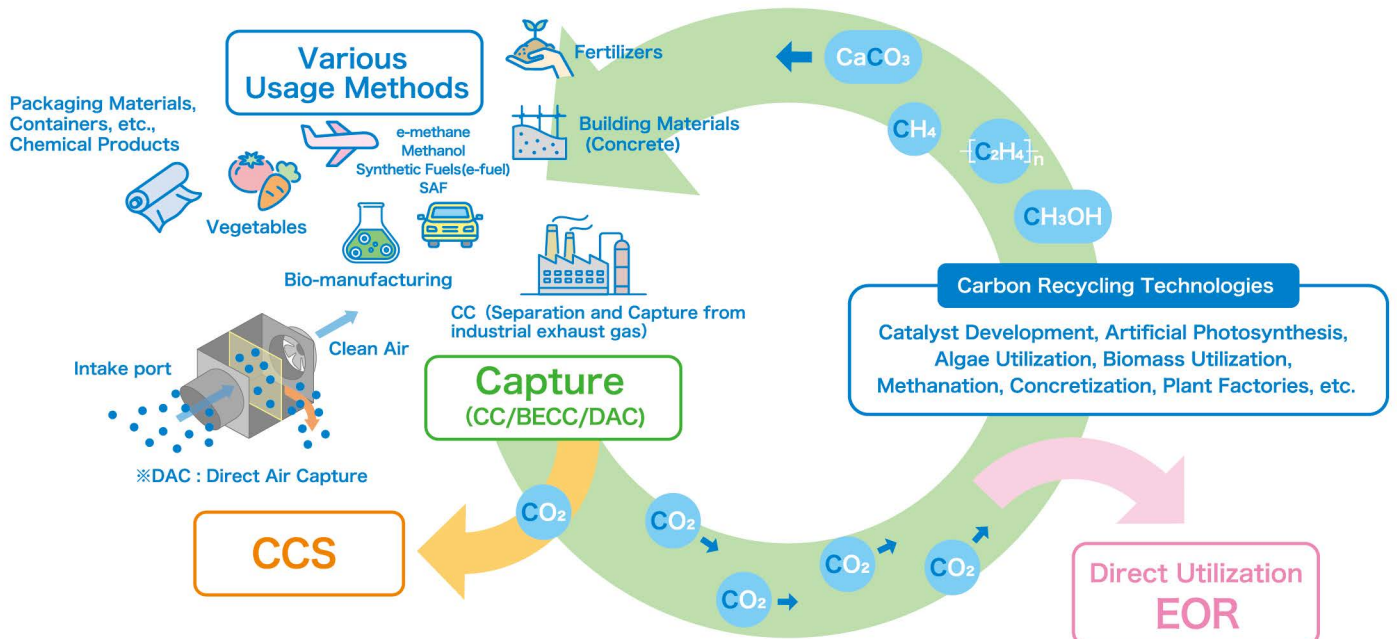 Various
Usage Methods
Fertilizers
Packaging Materials,
Containers, etc.,
Chemical Products
e-methane
Methanol
Synthetic Fuels(e-fuel)
SAF
Building Materials
(Concrete)
Vegetables
Bio-manufacturing
CaCO₃
CH₄
-[C₂H₄]-n
CH₃OH
CC（Separation and Capture from
industrial exhaust gas）
Intake port
Clean Air
※DAC : Direct Air Capture
Capture
(CC/BECC/DAC)
Carbon Recycling Technologies
Catalyst Development, Artificial Photosynthesis,
Algae Utilization, Biomass Utilization,
Methanation, Concretization, Plant Factories, etc.
CCS
CO₂
CO₂
CO₂
CO₂
CO₂
Direct Utilization
EOR